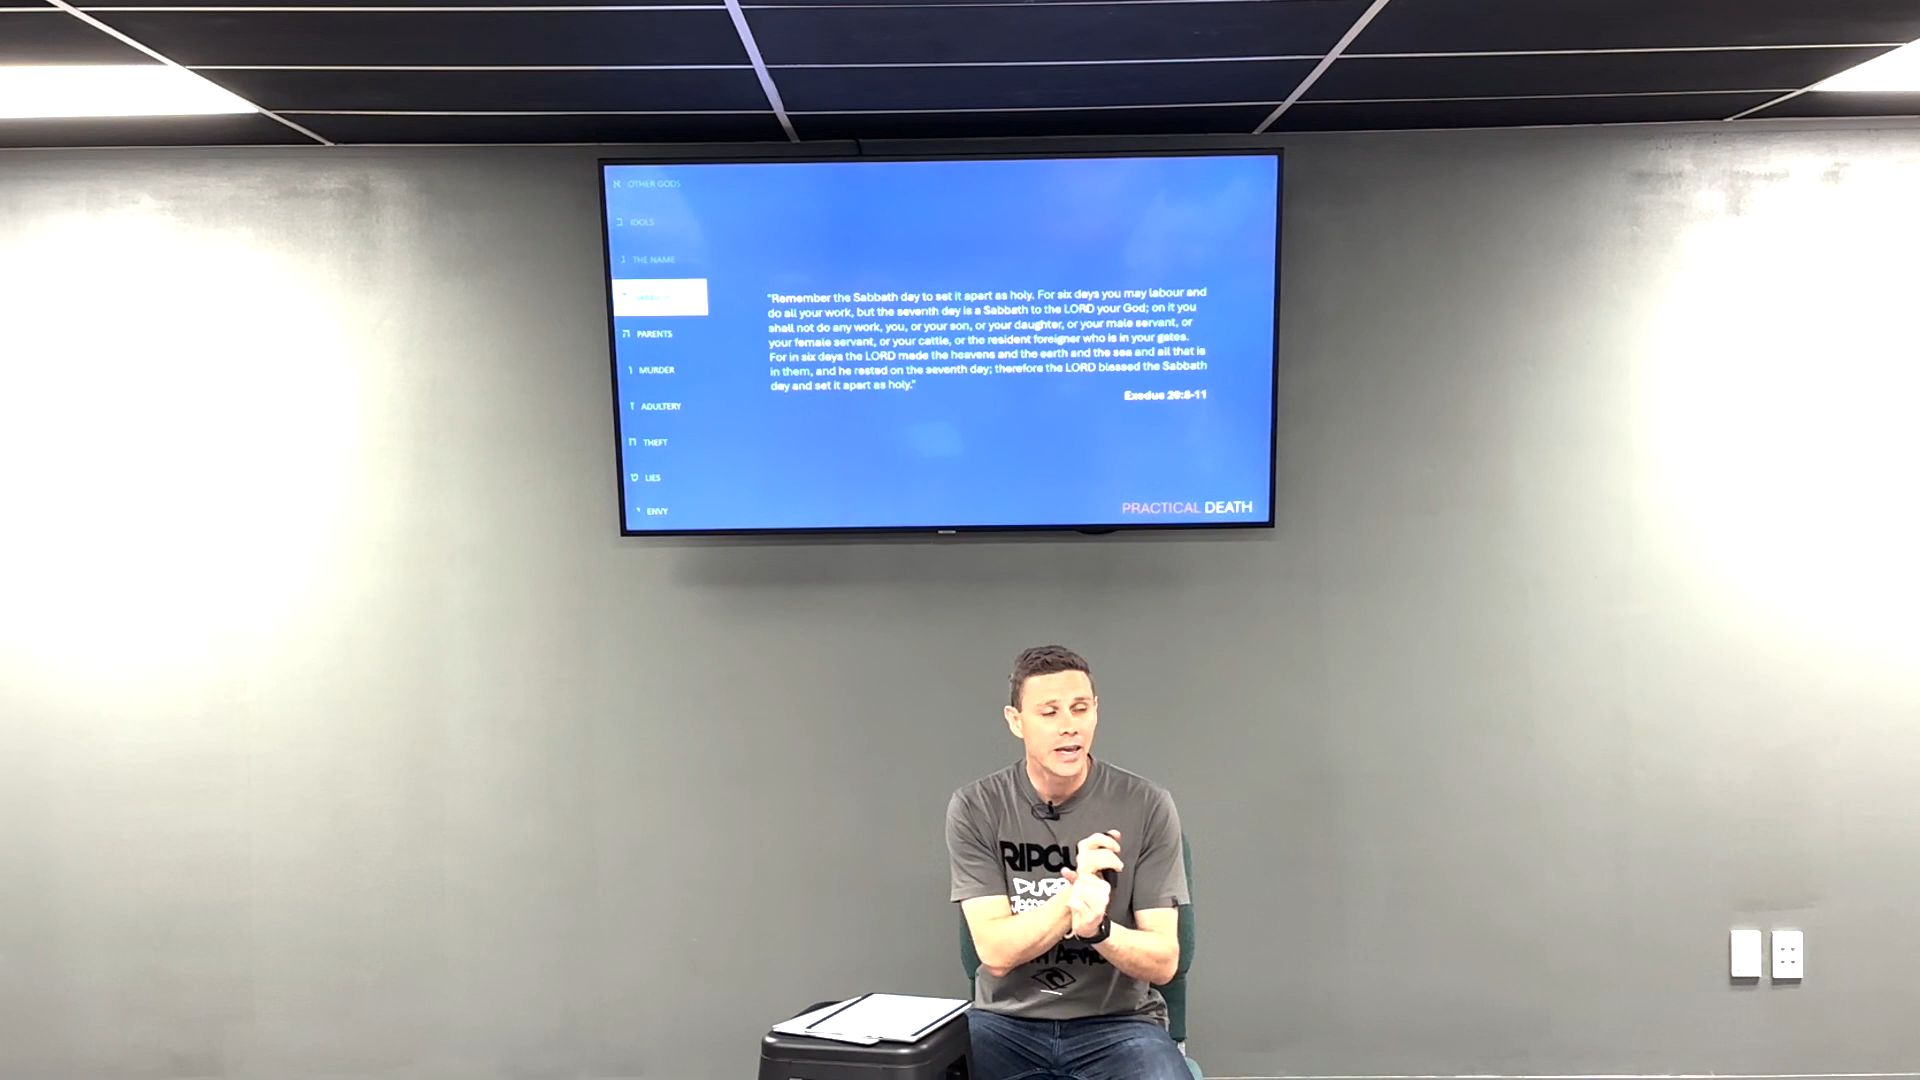 א OTHER GODS
ב IDOLS
ג THE NAME
ה PARENTS
ו MURDER
ז ADULTERY
ח THEFT
ט LIES
י ENVY
"Remember the Sabbath day to set it apart as holy. For six days you may labour and
do all your work, but the seventh day is a Sabbath to the LORD your God; on it you
shall not do any work, you, or your son, or your daughter, or your male servant, or
your female servant, or your cattle, or the resident foreigner who is in your gates.
For in six days the LORD made the heavens and the earth and the sea and all that is
in them, and he rested on the seventh day; therefore the LORD blessed the Sabbath
day and set it apart as holy."
Exodus 20:8-11
PRACTICAL DEATH